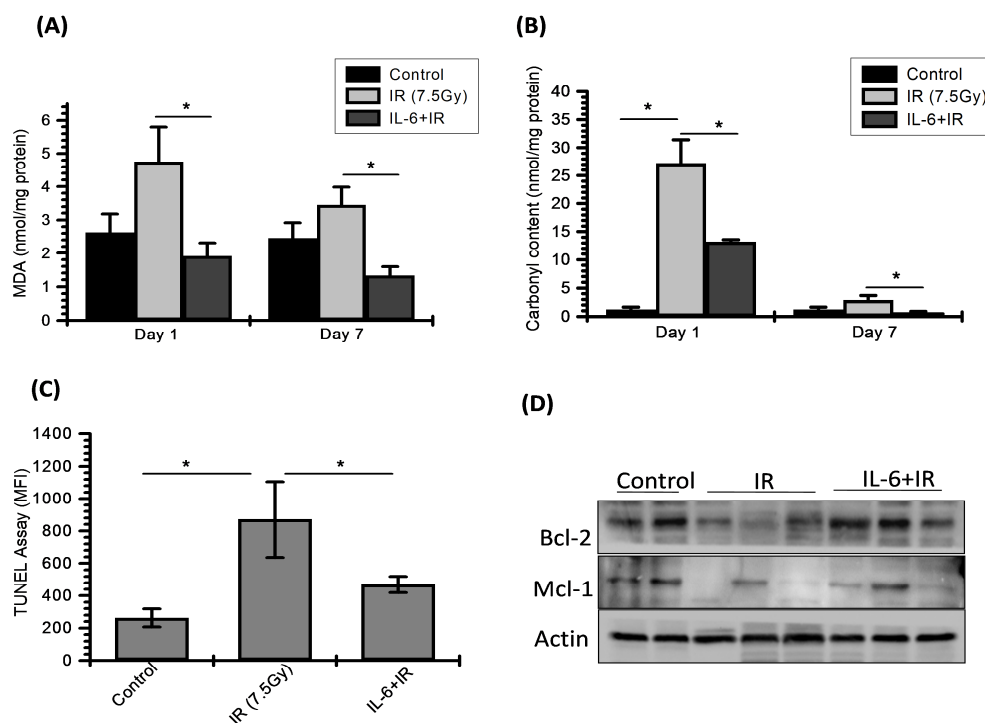 (A)
Control
IR (7.5Gy)
IL-6+IR
*
*
MDA (nmol/mg protein)
6
5
4
3
2
1
0
Day 1
Day 7
(B)
Control
IR (7.5Gy)
IL-6+IR
*
*
*
Carbonyl content (nmol/mg protein)
40
35
30
25
20
15
10
5
0
Day 1
Day 7
(C)
TUNEL Assay (MFI)
1400
1200
1000
800
600
400
200
0
*
*
Control
IR (7.5Gy)
IL-6+IR
(D)
Control
IR
IL-6+IR
Bcl-2
Mcl-1
Actin